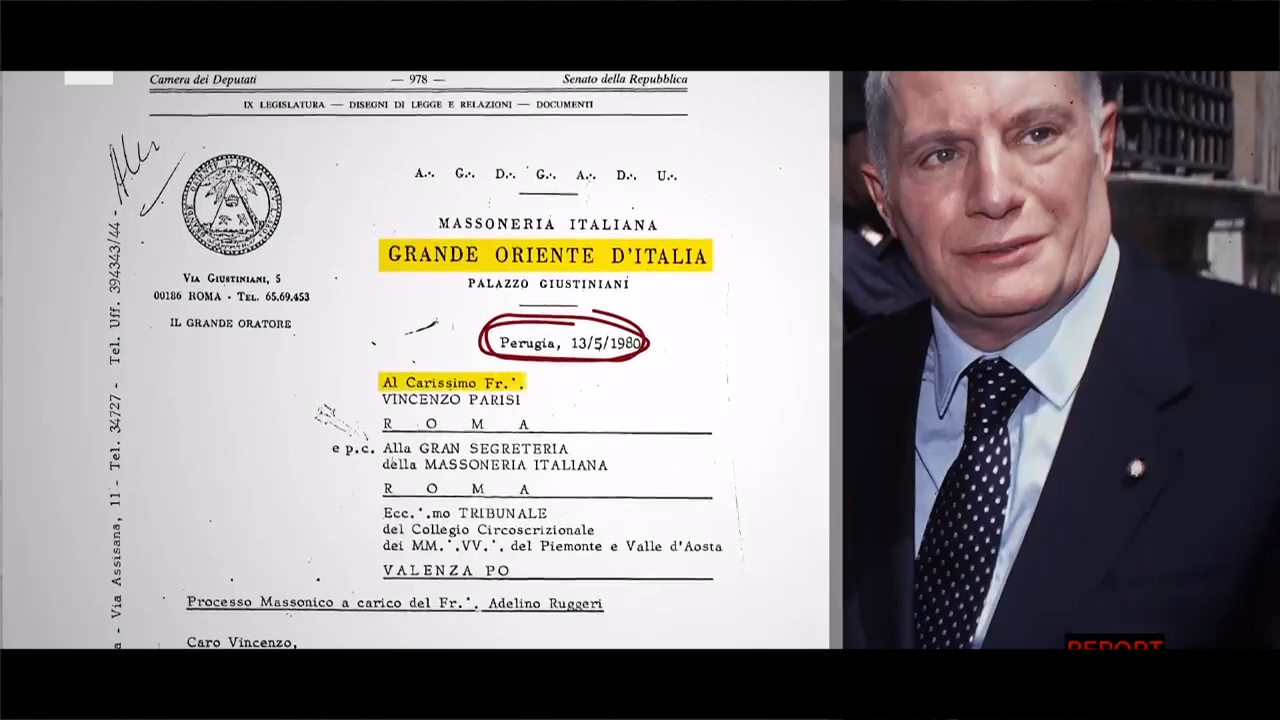 Camera dei Deputati — 978 — Senato della Repubblica
IX LEGISLATURA — DISEGNI DI LEGGE E RELAZIONI — DOCUMENTI
A∴ G∴ D∴ G∴ A∴ D∴ U∴
MASSONERIA ITALIANA
GRANDE ORIENTE D'ITALIA
PALAZZO GIUSTINIANI
VIA GIUSTINIANI, 5
00186 ROMA - TEL. 65.69.453
IL GRANDE ORATORE
Perugia, 13/5/1980
Al Carissimo Fr∴
VINCENZO PARISI
R O M A
e p.c. Alla GRAN SEGRETERIA
della MASSONERIA ITALIANA
R O M A
Ecc∴mo TRIBUNALE
del Collegio Circoscrizionale
dei MM∴VV∴ del Piemonte e Valle d'Aosta
VALENZA PO
Processo Massonico a carico del Fr∴ Adelino Ruggeri
Caro Vincenzo,
- Via Assisana, 11 - Tel. 34727 - Tel. Uff. 394343/44 -
REPORT